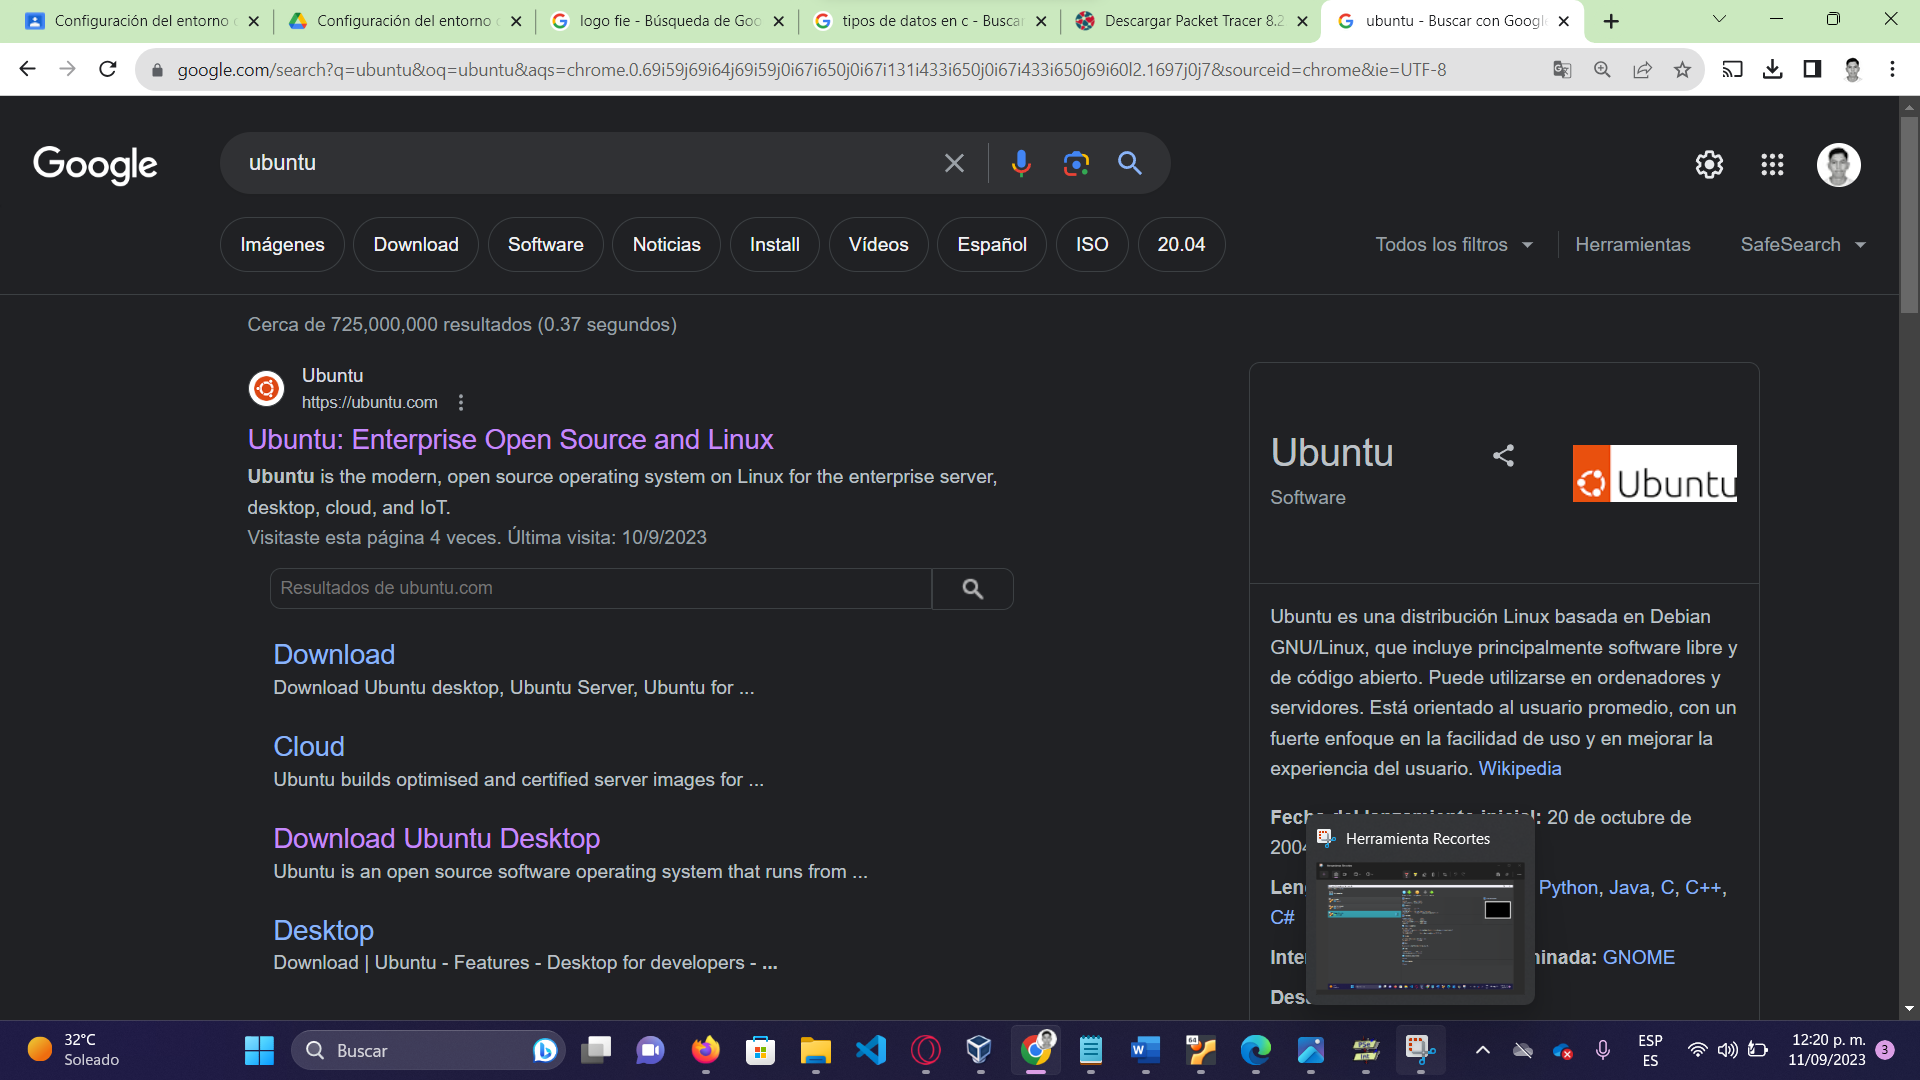 Configuración del entorno
Configuración del entorno
logo fie - Búsqueda de Goo
tipos de datos en c - Buscar
Descargar Packet Tracer 8.2
ubuntu - Buscar con Google
google.com/search?q=ubuntu&oq=ubuntu&aqs=chrome.0.69i59j69i64j69i59j0i67i650j0i67i131i433i650j0i67i433i650j69i60l2.1697j0j7&sourceid=chrome&ie=UTF-8
Google
ubuntu
Imágenes
Download
Software
Noticias
Install
Vídeos
Español
ISO
20.04
Todos los filtros
Herramientas
SafeSearch
Cerca de 725,000,000 resultados (0.37 segundos)
Ubuntu
https://ubuntu.com
Ubuntu: Enterprise Open Source and Linux
Ubuntu is the modern, open source operating system on Linux for the enterprise server,
desktop, cloud, and IoT.
Visitaste esta página 4 veces. Última visita: 10/9/2023
Resultados de ubuntu.com
Download
Download Ubuntu desktop, Ubuntu Server, Ubuntu for ...
Cloud
Ubuntu builds optimised and certified server images for ...
Download Ubuntu Desktop
Ubuntu is an open source software operating system that runs from ...
Desktop
Download | Ubuntu - Features - Desktop for developers - ...
Ubuntu
Software
Ubuntu
Ubuntu es una distribución Linux basada en Debian
GNU/Linux, que incluye principalmente software libre y
de código abierto. Puede utilizarse en ordenadores y
servidores. Está orientado al usuario promedio, con un
fuerte enfoque en la facilidad de uso y en mejorar la
experiencia del usuario. Wikipedia
Fecha del lanzamiento inicial: 20 de octubre de
2004
Len Python, Java, C, C++,
C#
Inte inada: GNOME
Des
Herramienta Recortes
32°C
Soleado
Buscar
ESP
ES
12:20 p. m.
11/09/2023
3